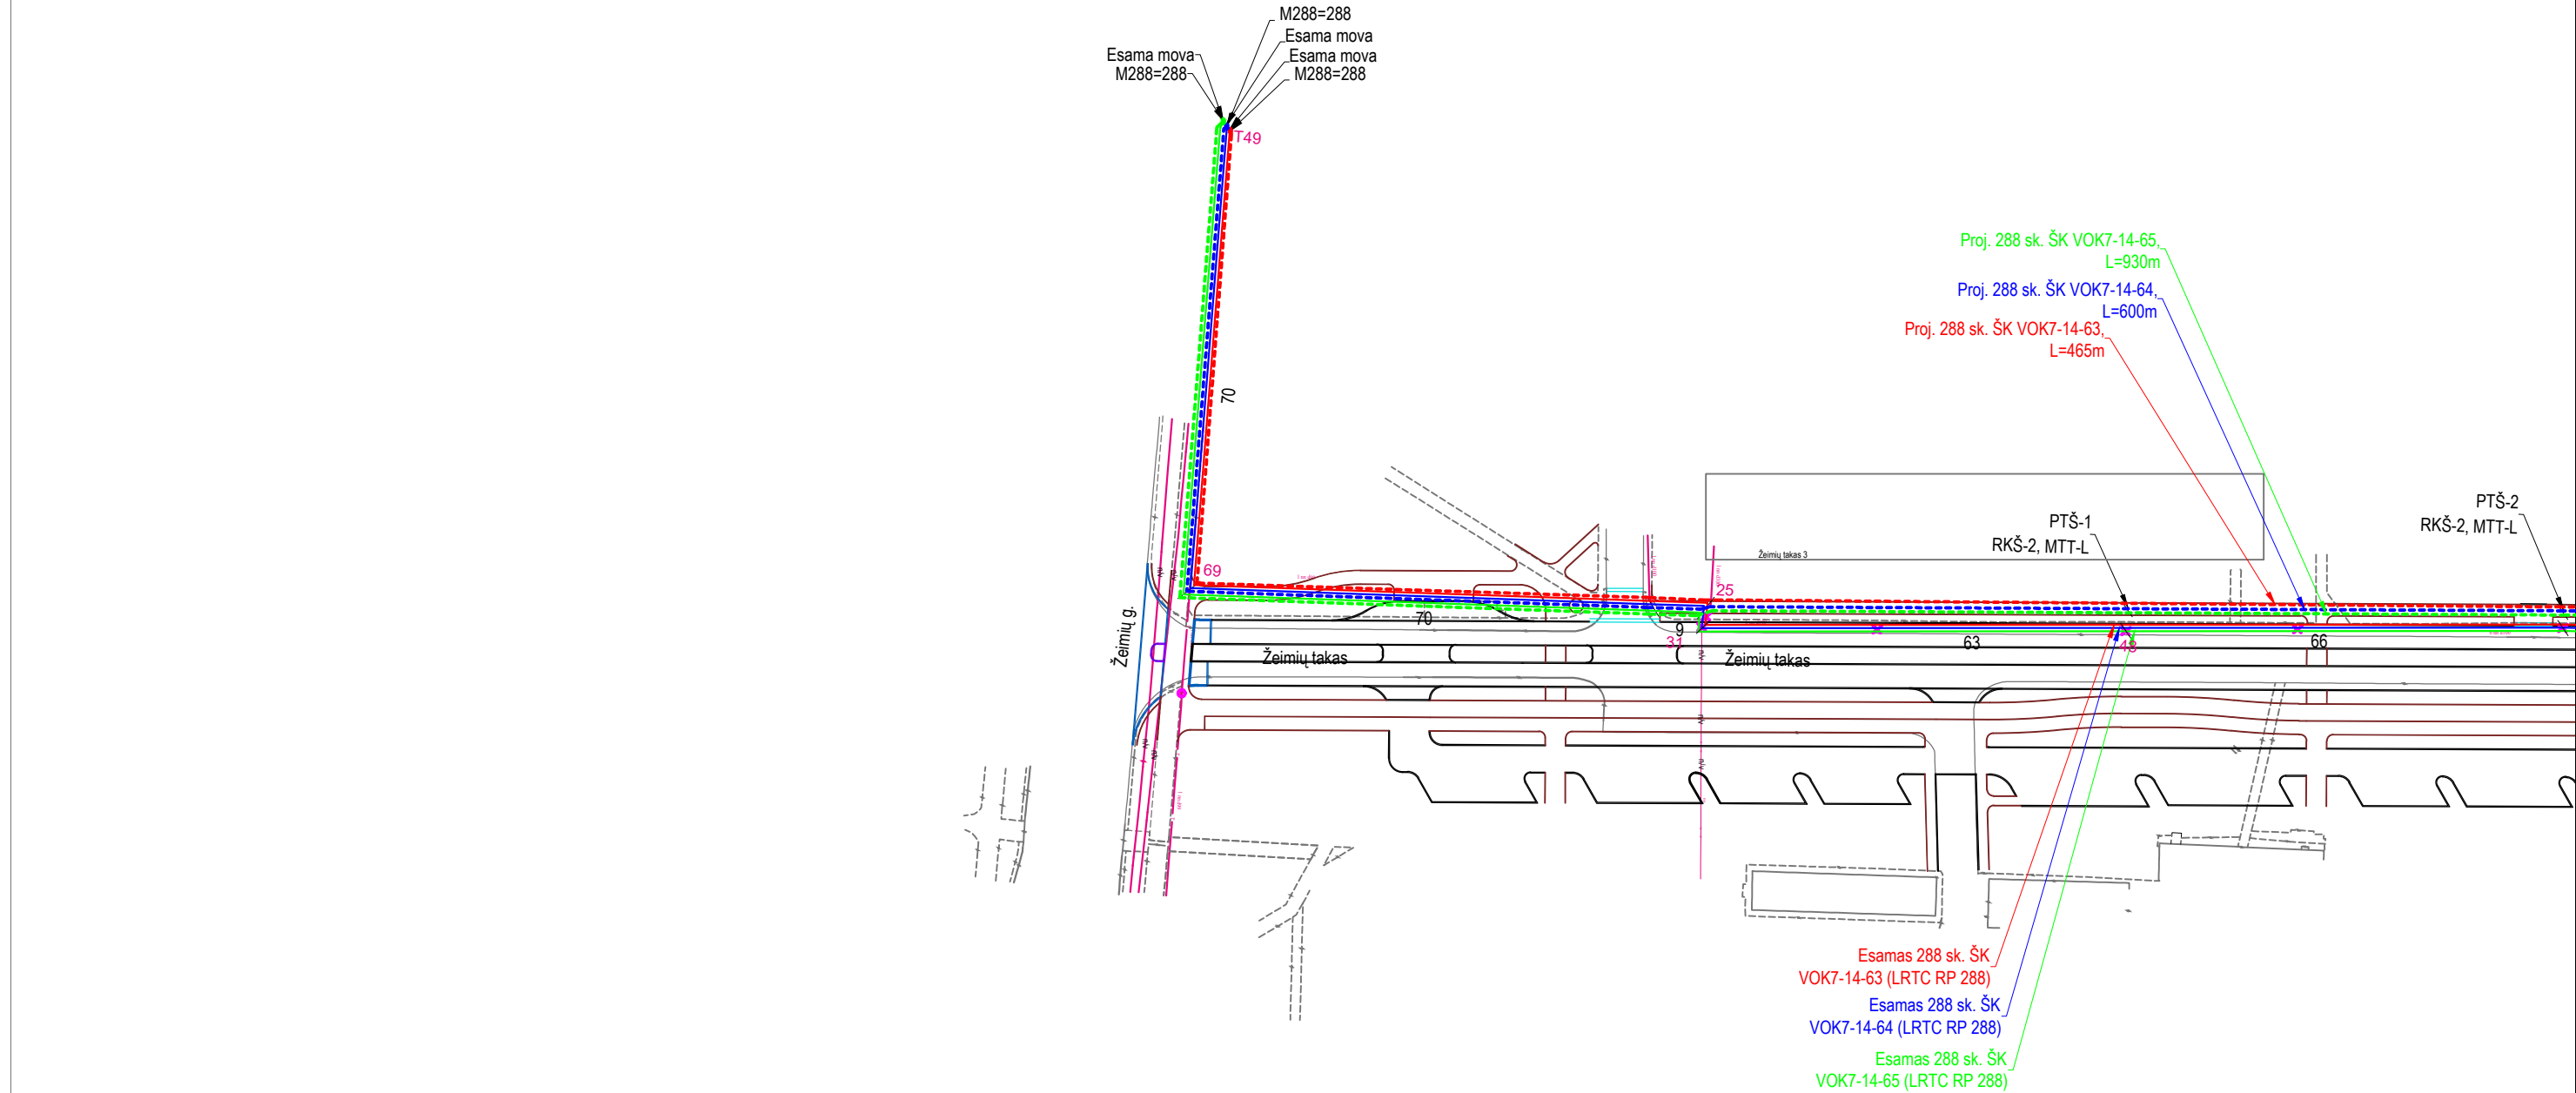 M288=288
Esama mova
Esama mova
M288=288
Esama mova
M288=288
T49
70
Proj. 288 sk. ŠK VOK7-14-65,
L=930m
Proj. 288 sk. ŠK VOK7-14-64,
L=600m
Proj. 288 sk. ŠK VOK7-14-63,
L=465m
PTŠ-2
RKŠ-2, MTT-L
PTŠ-1
RKŠ-2, MTT-L
Žeimių takas 3
69
25
70
9
31
63
48
66
Žeimių g.
Žeimių takas
Žeimių takas
Esamas 288 sk. ŠK
VOK7-14-63 (LRTC RP 288)
Esamas 288 sk. ŠK
VOK7-14-64 (LRTC RP 288)
Esamas 288 sk. ŠK
VOK7-14-65 (LRTC RP 288)